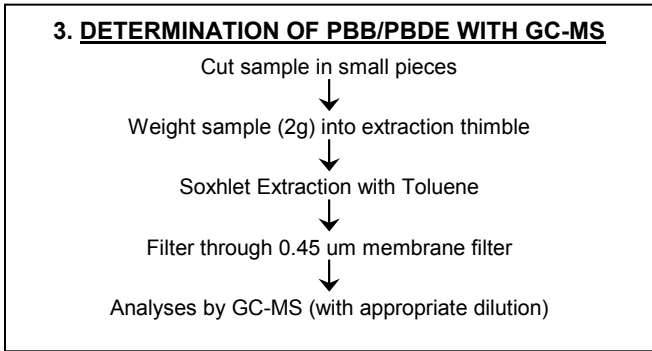 3. DETERMINATION OF PBB/PBDE WITH GC-MS
Cut sample in small pieces
Weight sample (2g) into extraction thimble
Soxhlet Extraction with Toluene
Filter through 0.45 um membrane filter
Analyses by GC-MS (with appropriate dilution)